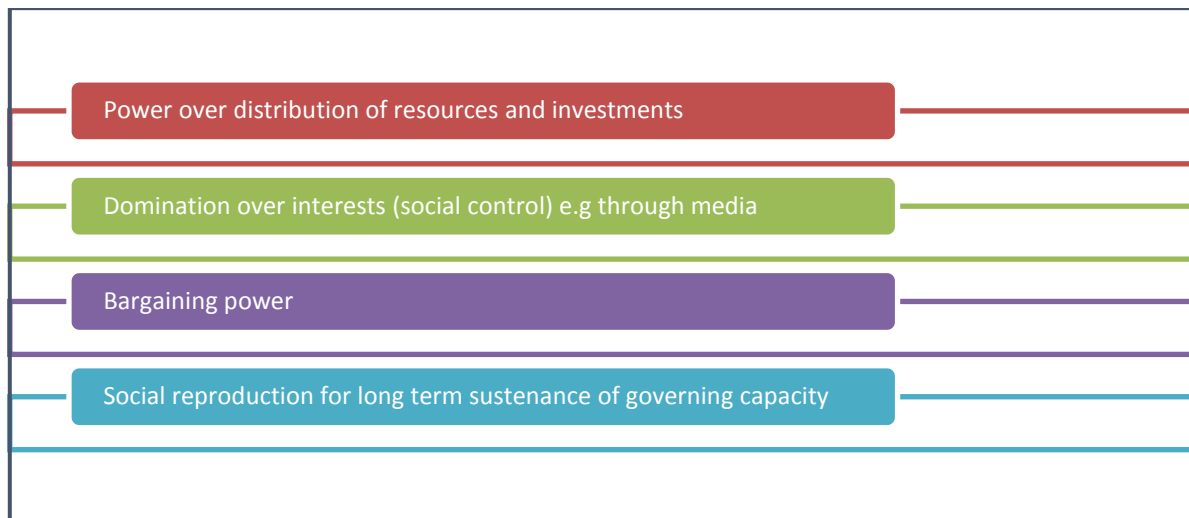 Power over distribution of resources and investments
Domination over interests (social control) e.g through media
Bargaining power
Social reproduction for long term sustenance of governing capacity